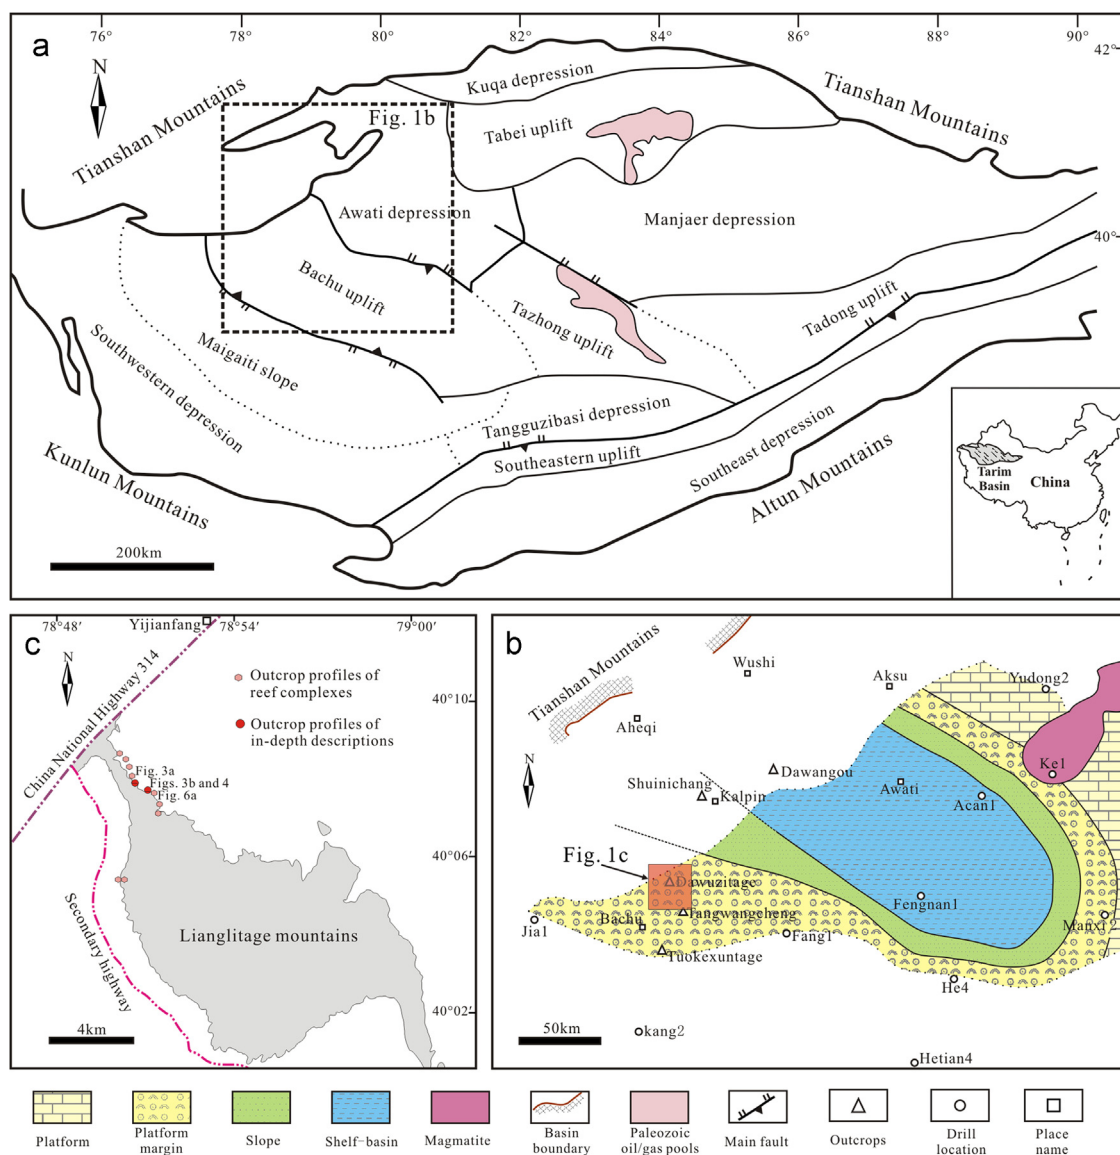 a
76°
78°
80°
82°
84°
86°
88°
90°
42°
40°
N
Tianshan Mountains
Fig. 1b
Kuqa depression
Tabei uplift
Tianshan Mountains
Awati depression
Manjaer depression
Bachu uplift
Tazhong uplift
Tadong uplift
Maigaiti slope
Southwestern depression
Tangguzibasi depression
Southeastern uplift
Southeast depression
Kunlun Mountains
Altun Mountains
200km
Tarim
Basin
China
c
78°48′
78°54′
79°00′
Yijianfang
N
China National Highway 314
Outcrop profiles of
reef complexes
Outcrop profiles of
in-depth descriptions
40°10′
40°06′
40°02′
Fig. 3a
Figs. 3b and 4
Fig. 6a
Secondary highway
Lianglitage mountains
4km
b
Tianshan Mountains
Wushi
Aksu
Yudong2
Aheqi
N
Dawangou
Ke1
Shuinichang
Kalpin
Awati
Acan1
Fig. 1c
Dawuzitage
Fengnan1
Bachu
Tangwangcheng
Manxi1
Jia1
Fang1
Tuokexuntage
He4
50km
kang2
Hetian4
Platform
Platform
margin
Slope
Shelf-basin
Magmatite
Basin
boundary
Paleozoic
oil/gas pools
Main fault
Outcrops
Drill
location
Place
name